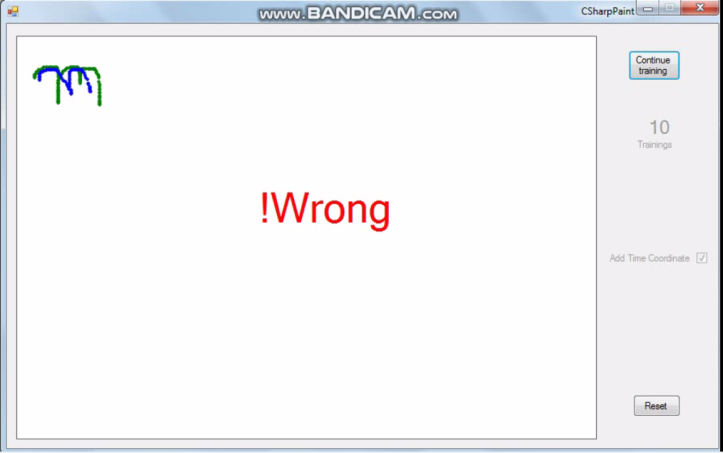 www.BANDICAM.com
CSharpPaint
Continue
training
10
Trainings
!Wrong
Add Time Coordinate
Reset